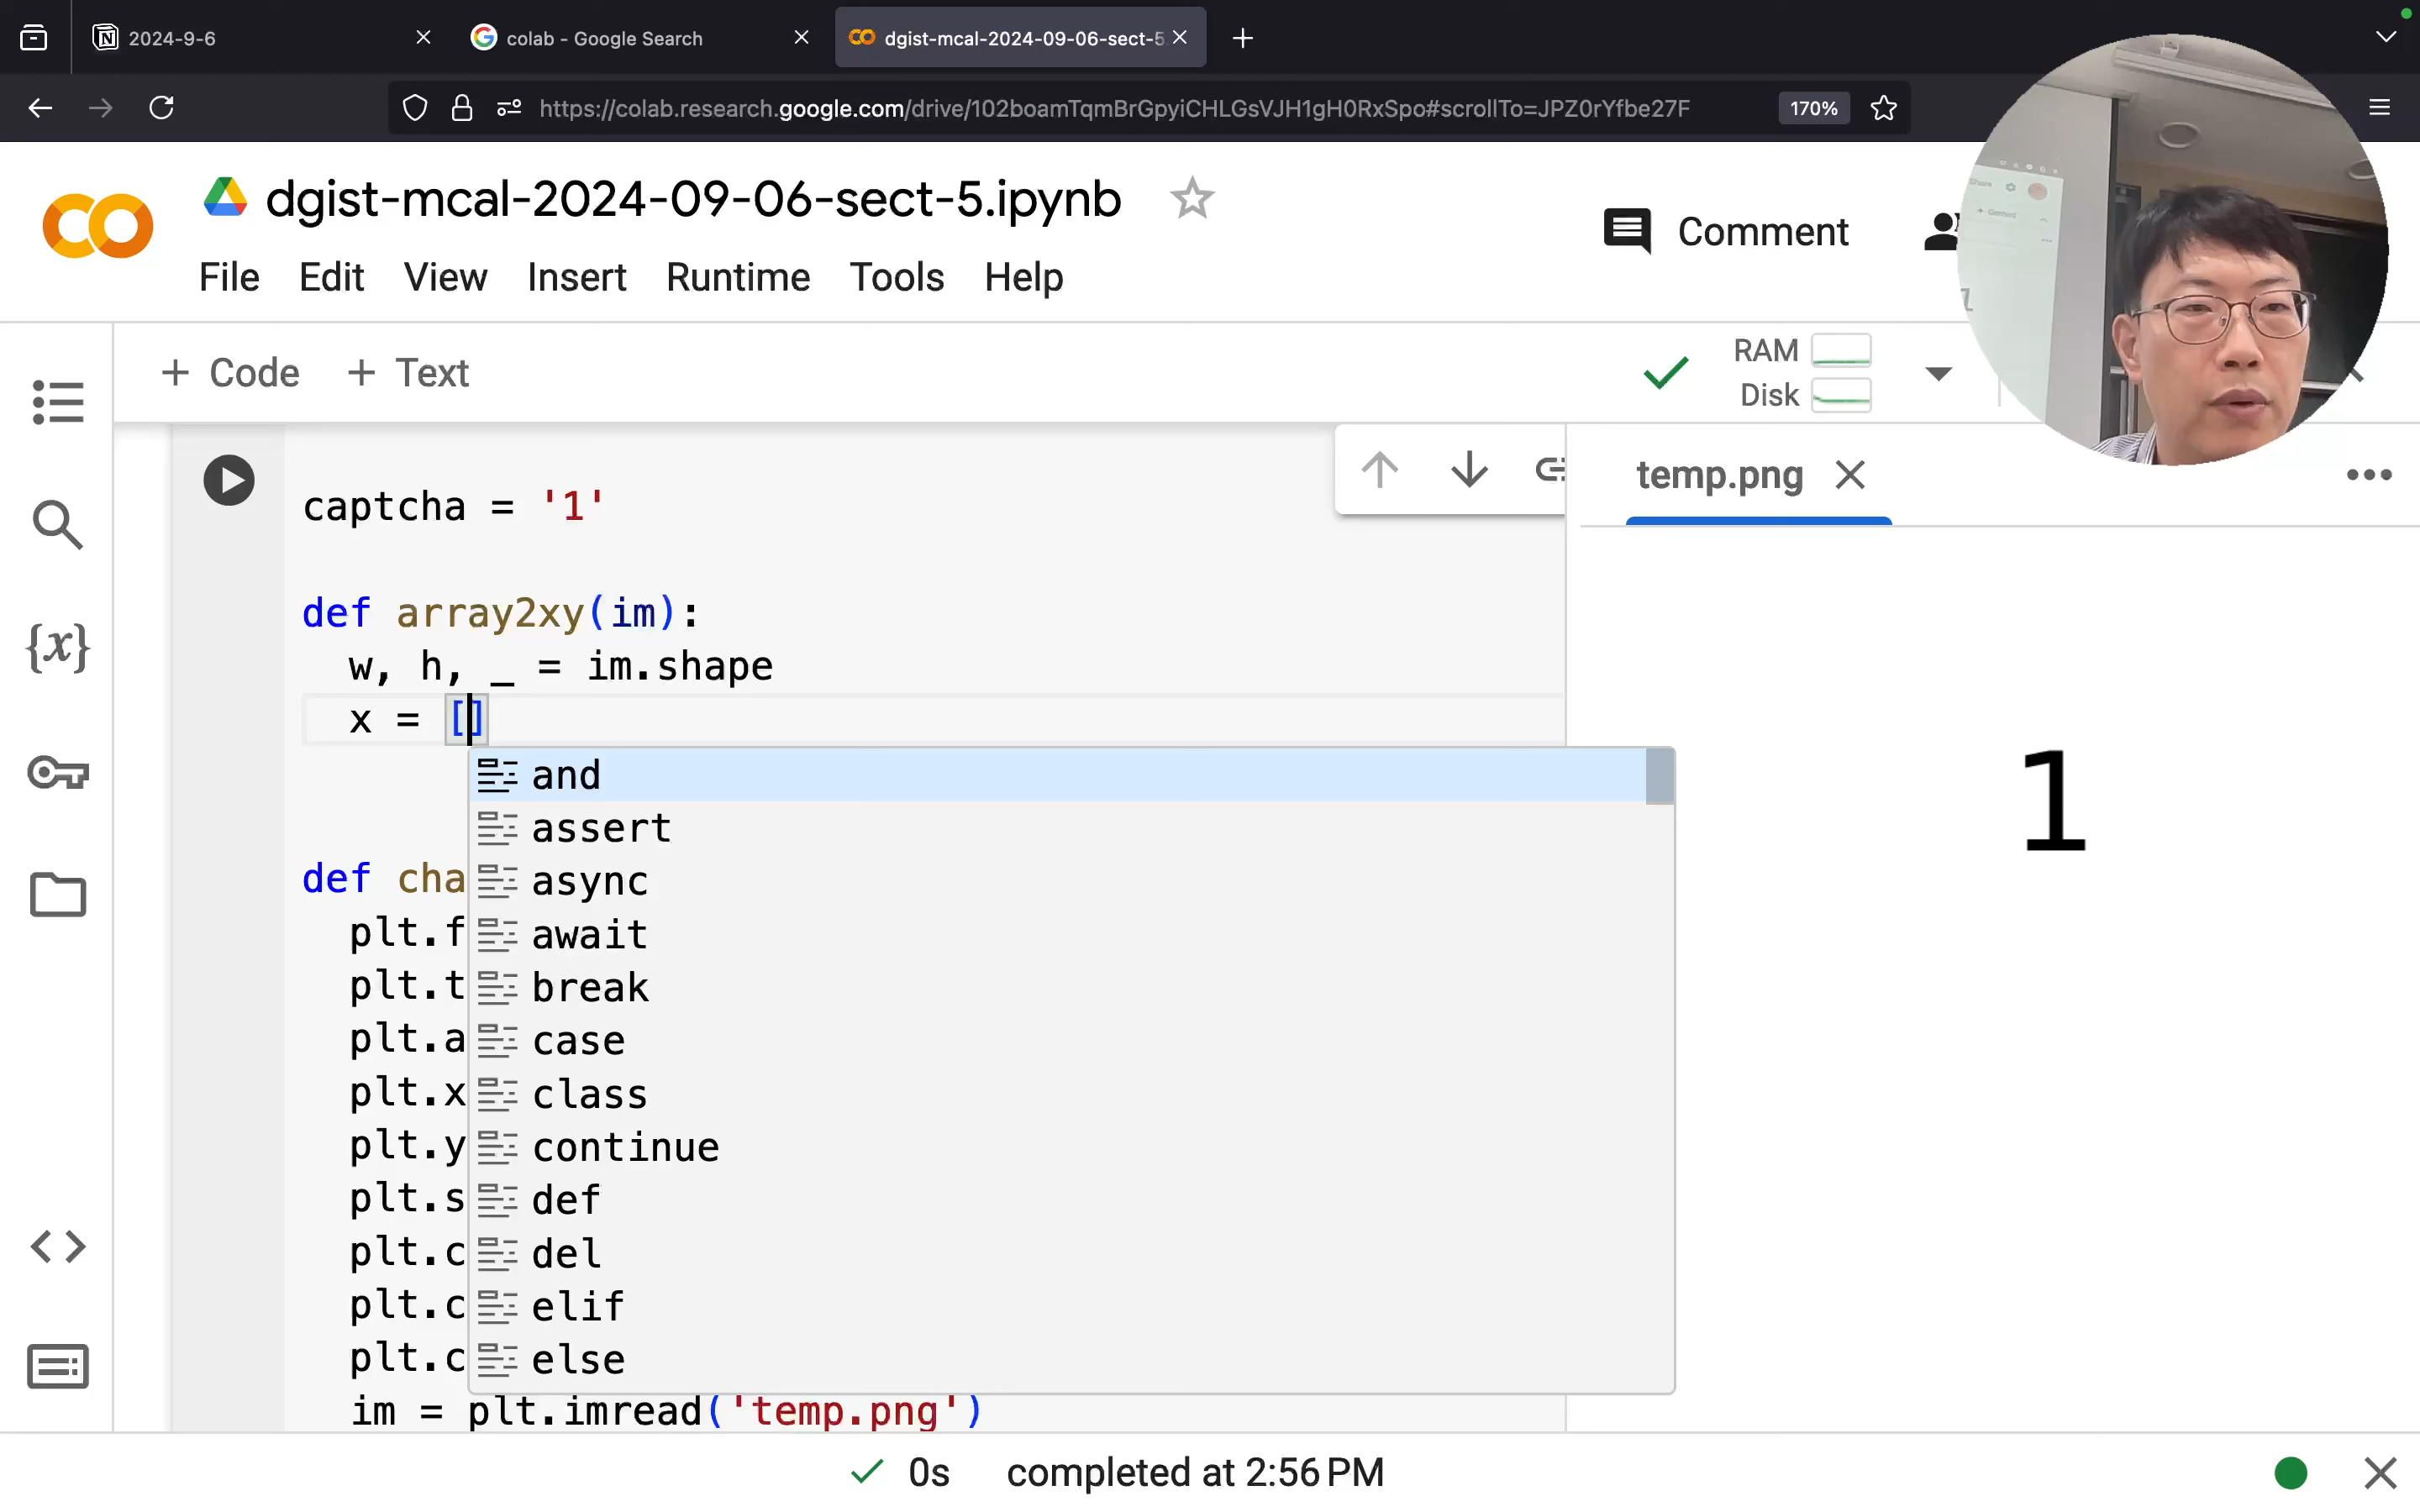 2024-9-6
colab - Google Search
dgist-mcal-2024-09-06-sect-5
https://colab.research.google.com/drive/102boamTqmBrGpyiCHLGsVJH1gH0RxSpo#scrollTo=JPZ0rYfbe27F
170%
dgist-mcal-2024-09-06-sect-5.ipynb
Comment
File Edit View Insert Runtime Tools Help
+ Code + Text
RAM
Disk
temp.png
captcha = '1'
def array2xy(im):
w, h, _ = im.shape
x = []
and
assert
def cha
async
plt.f
await
plt.t
break
plt.a
case
plt.x
class
plt.y
continue
plt.s
def
plt.c
del
plt.c
elif
plt.c
else
im = plt.imread('temp.png')
1
0s completed at 2:56 PM